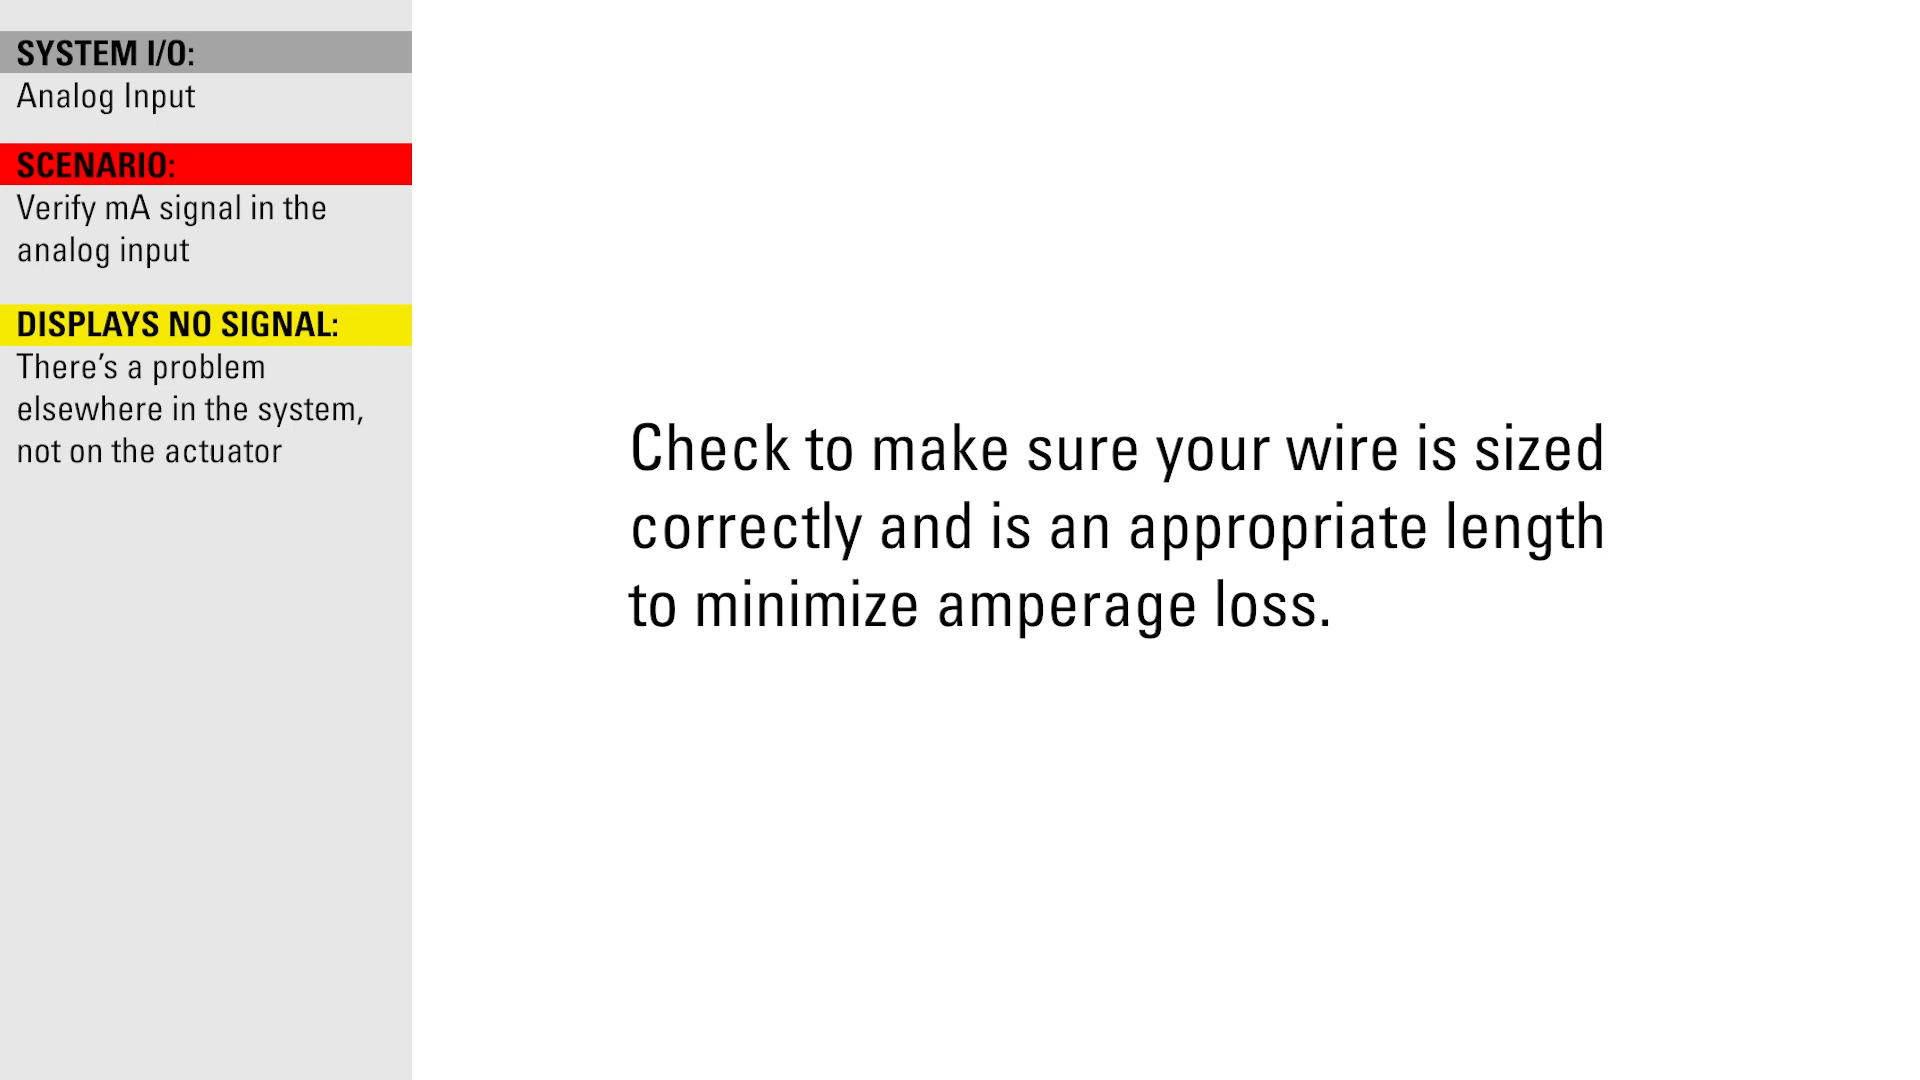 SYSTEM I/O:
Analog Input
SCENARIO:
Verify mA signal in the
analog input
DISPLAYS NO SIGNAL:
There’s a problem
elsewhere in the system,
not on the actuator
Check to make sure your wire is sized
correctly and is an appropriate length
to minimize amperage loss.